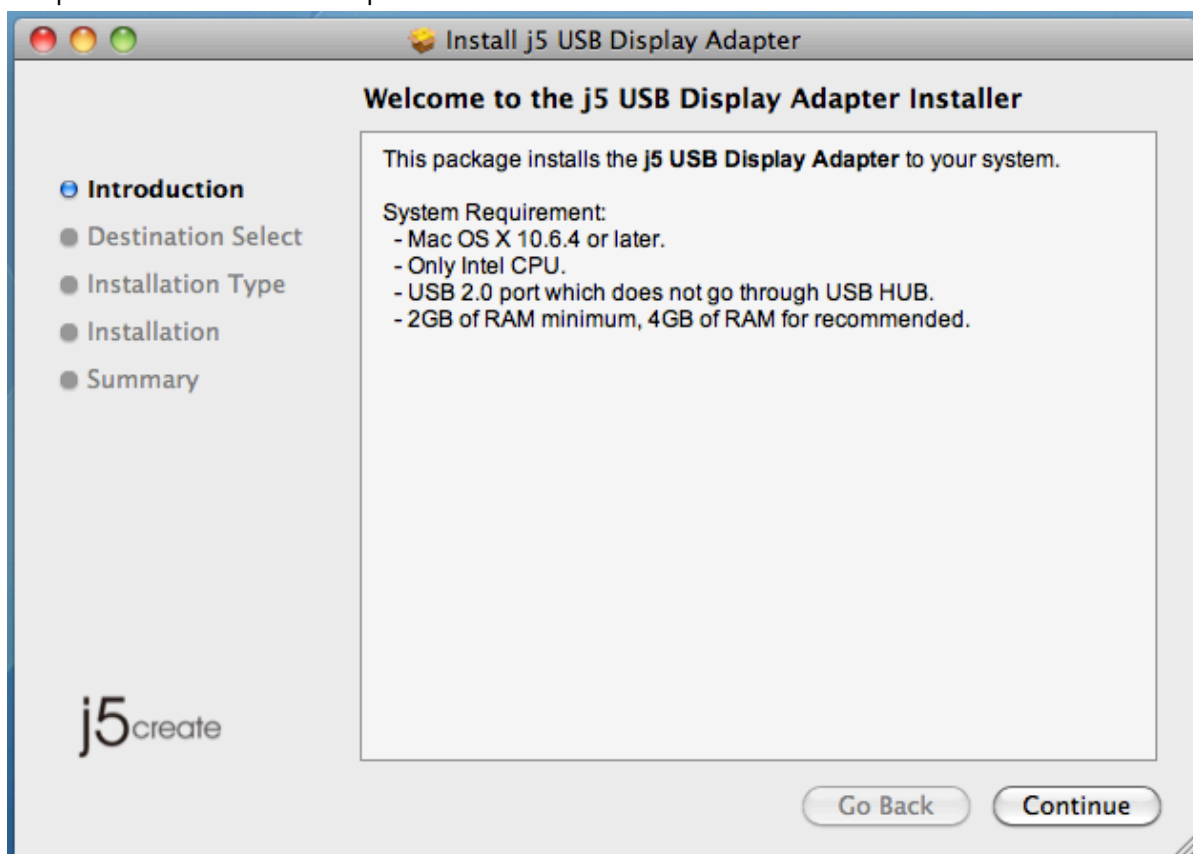 Install j5 USB Display Adapter
Welcome to the j5 USB Display Adapter Installer
Introduction
Destination Select
Installation Type
Installation
Summary
This package installs the j5 USB Display Adapter to your system.
System Requirement:
- Mac OS X 10.6.4 or later.
- Only Intel CPU.
- USB 2.0 port which does not go through USB HUB.
- 2GB of RAM minimum, 4GB of RAM for recommended.
j5create
Go Back
Continue